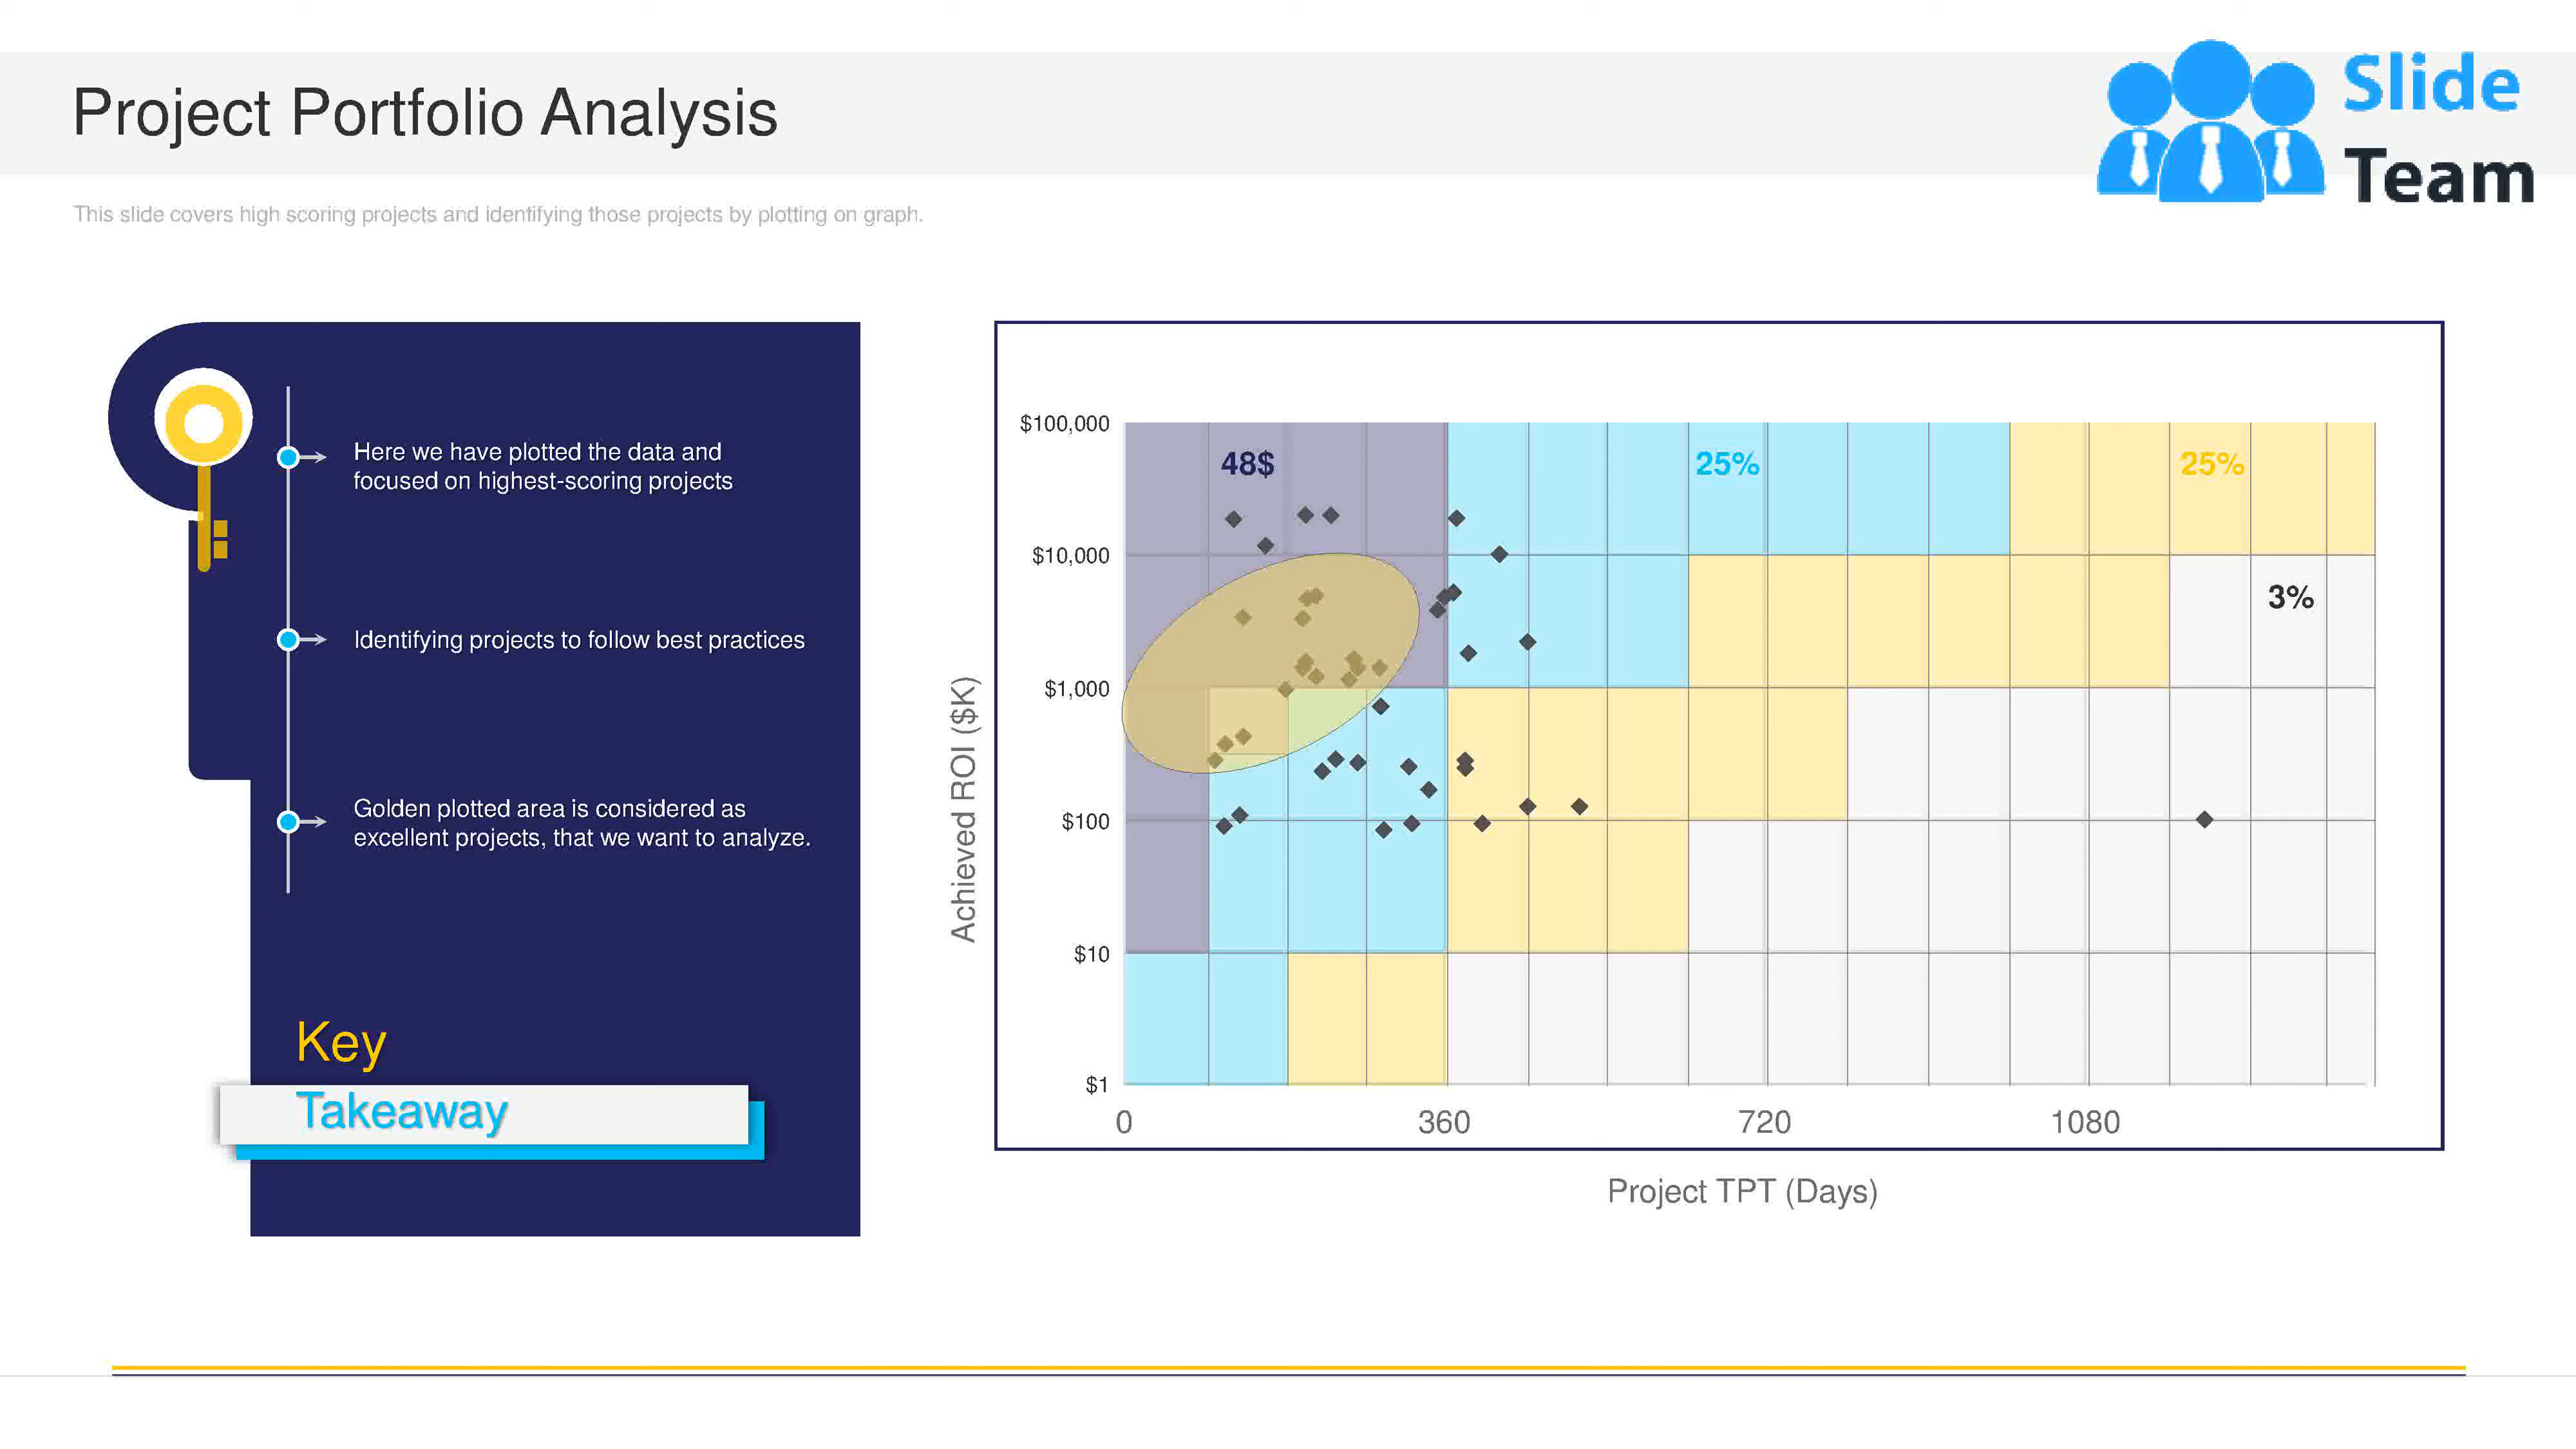 Project Portfolio Analysis
Slide
Team
This slide covers high scoring projects and identifying those projects by plotting on graph.
Here we have plotted the data and
focused on highest-scoring projects
Identifying projects to follow best practices
Golden plotted area is considered as
excellent projects, that we want to analyze.
Key
Takeaway
Achieved ROI ($K)
$100,000
$10,000
$1,000
$100
$10
$1
48$
25%
25%
3%
0
360
720
1080
Project TPT (Days)